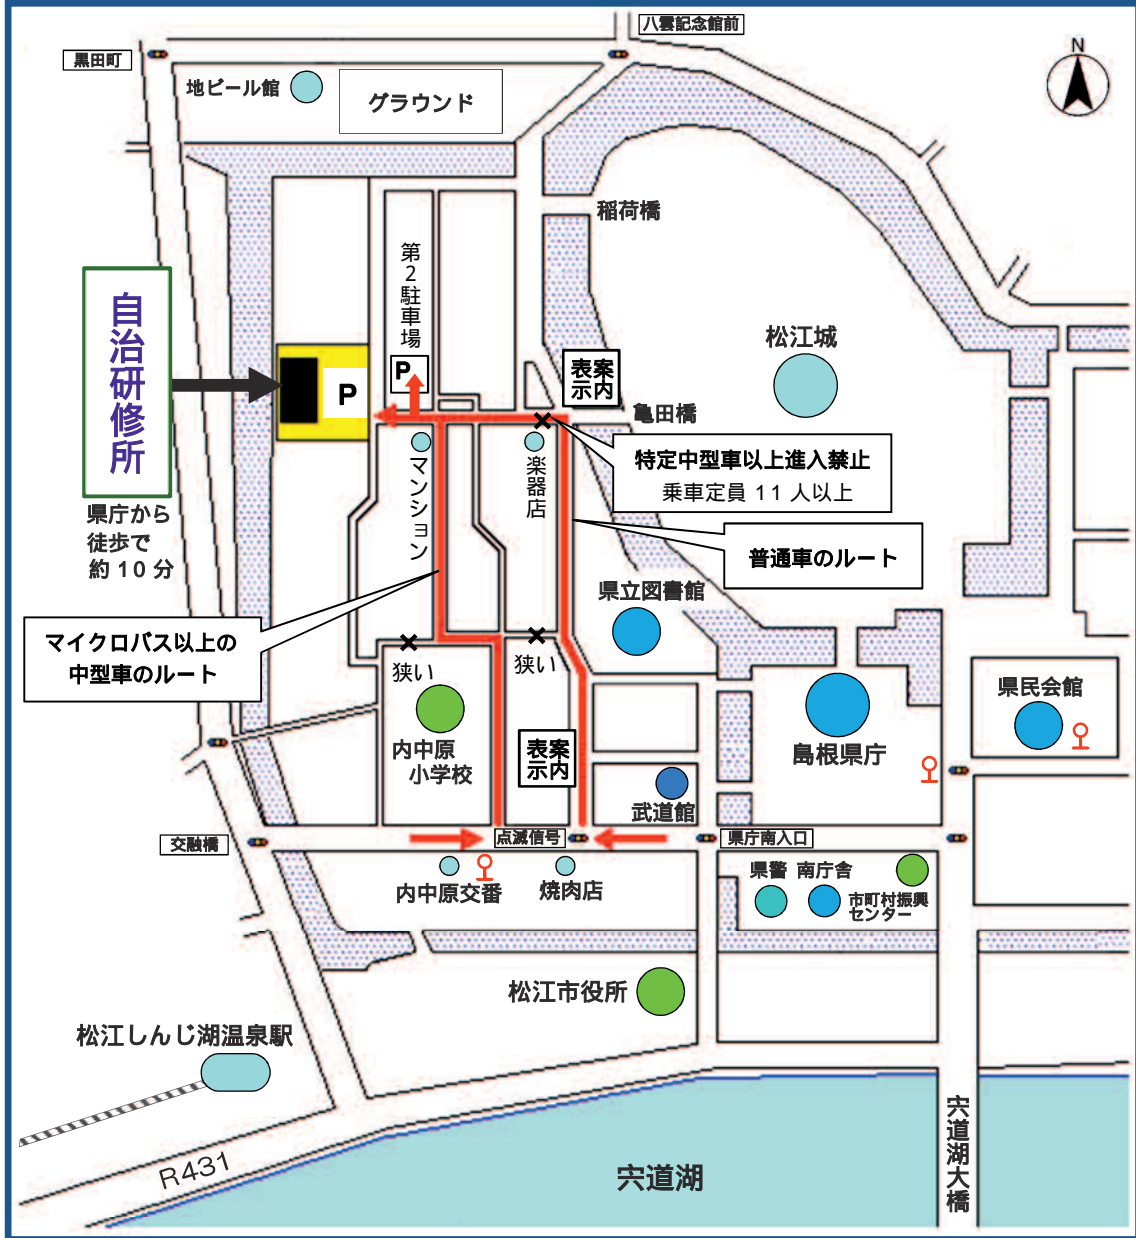 八雲記念館前
黒田町
N
地ビール館
グラウンド
稲荷橋
第2駐車場
自治研修所
P
P
松江城
表案
示内
亀田橋
特定中型車以上進入禁止
乗車定員 11 人以上
マンション
楽器店
県庁から
徒歩で
約 10 分
普通車のルート
県立図書館
マイクロバス以上の
中型車のルート
狭い
狭い
県民会館
内中原
小学校
表案
示内
島根県庁
武道館
交融橋
点滅信号
県庁南入口
内中原交番
焼肉店
県警
南庁舎
市町村振興
センター
松江市役所
松江しんじ湖温泉駅
R431
宍道湖
宍道湖大橋